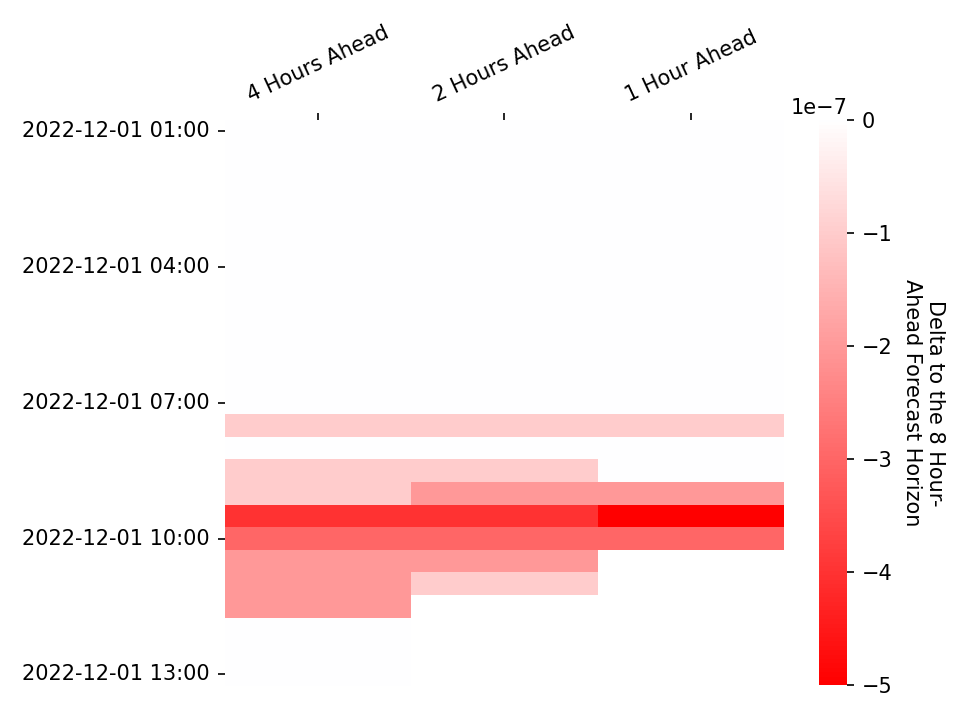 4 Hours Ahead
2 Hours Ahead
1 Hour Ahead
1e−7
2022-12-01 01:00
2022-12-01 04:00
2022-12-01 07:00
2022-12-01 10:00
2022-12-01 13:00
0
−1
−2
−3
−4
−5
Delta to the 8 Hour-
Ahead Forecast Horizon